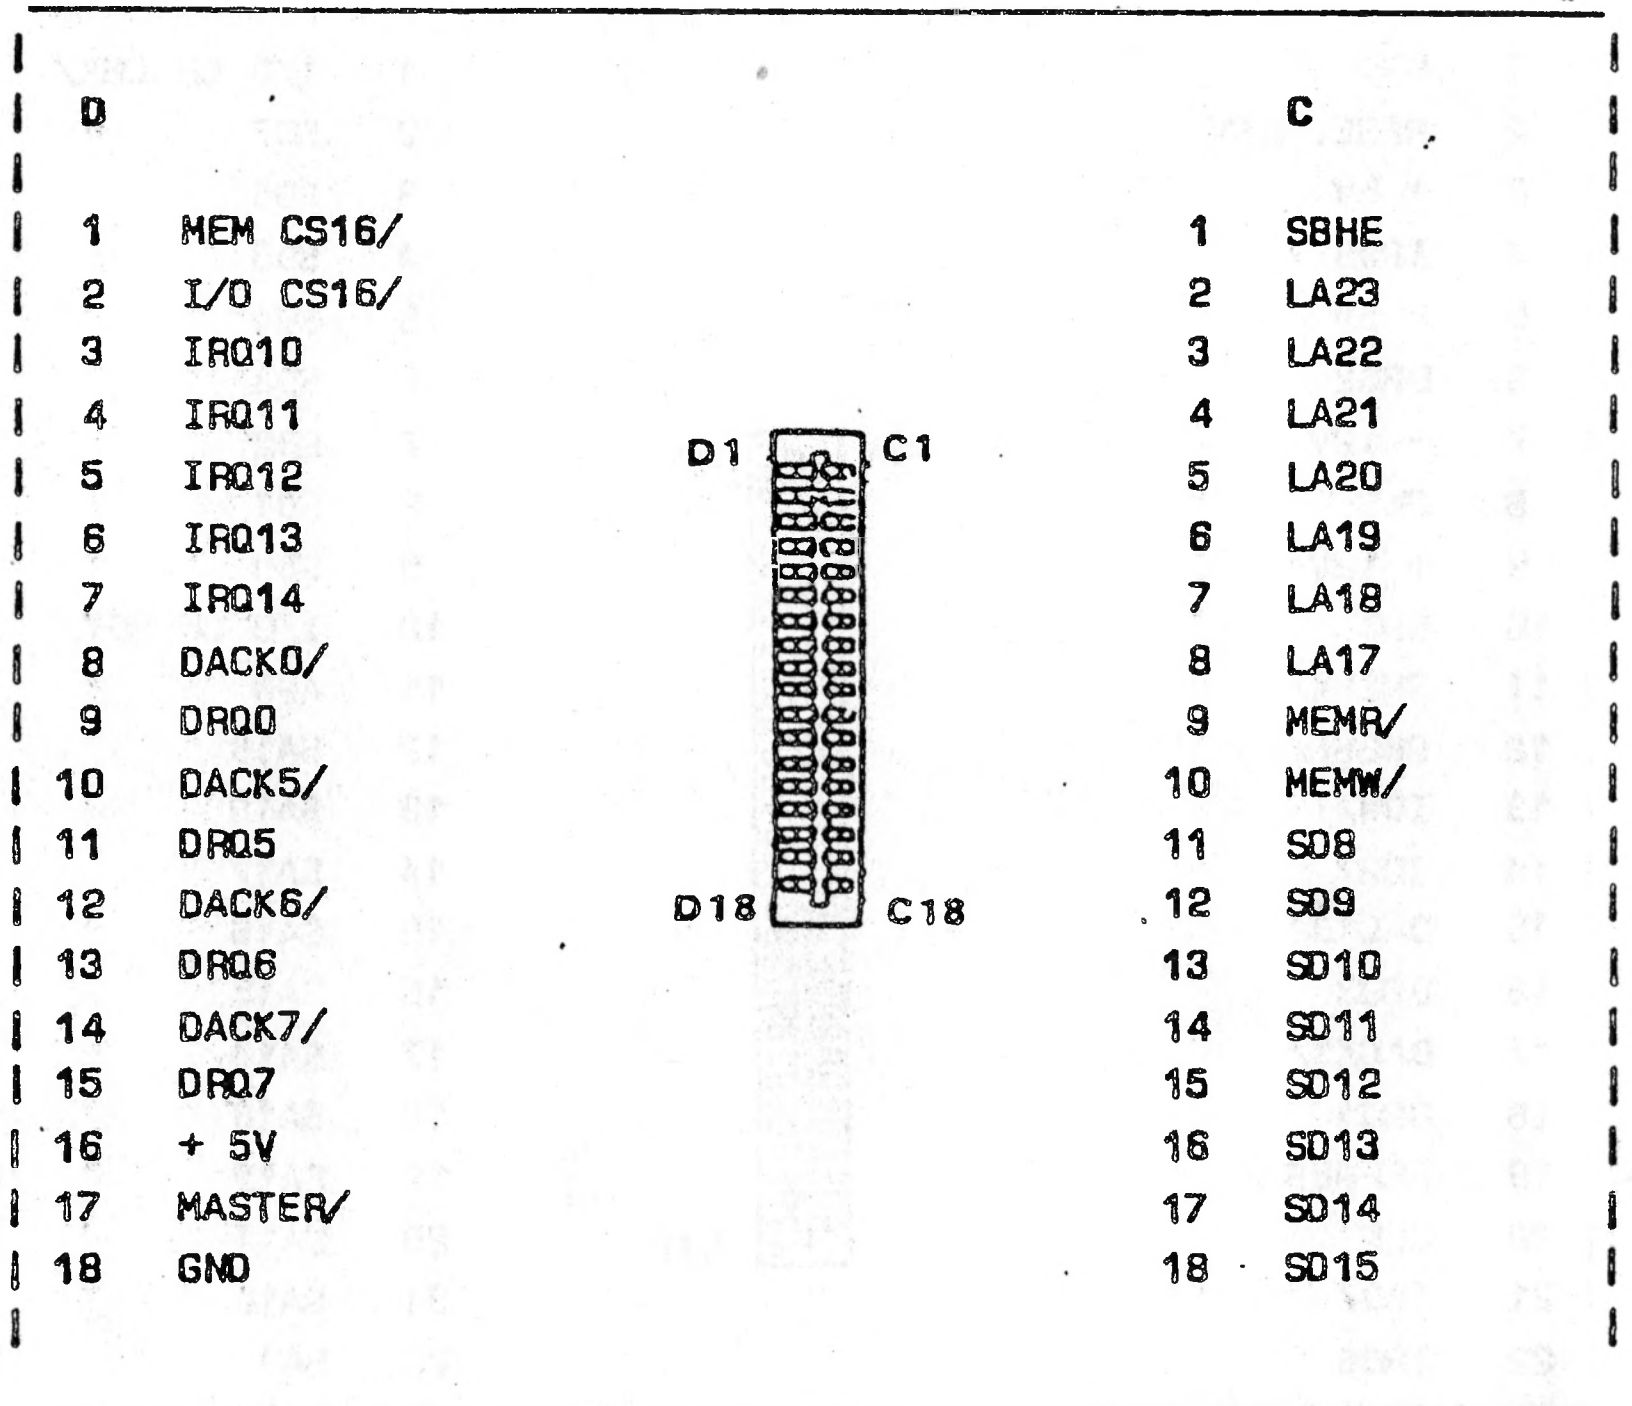 D C
1 MEM CS16/ 1 SBHE
2 I/O CS16/ 2 LA23
3 IRQ10 3 LA22
4 IRQ11 4 LA21
D1 C1
5 IRQ12 5 LA20
6 IRQ13 6 LA19
7 IRQ14 7 LA18
8 DACK0/ 8 LA17
9 DRQ0 9 MEMR/
10 DACK5/ 10 MEMW/
11 DRQ5 11 SD8
12 DACK6/ 12 SD9
D18 C18
13 DRQ6 13 SD10
14 DACK7/ 14 SD11
15 DRQ7 15 SD12
16 + 5V 16 SD13
17 MASTER/ 17 SD14
18 GND 18 SD15